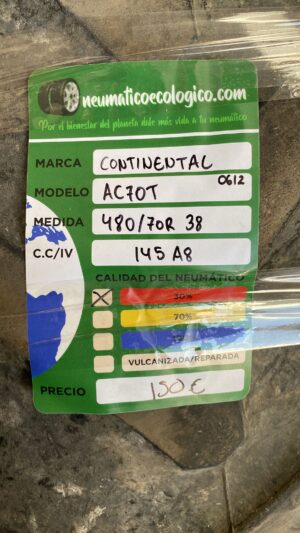 neumaticoecologico.com
Por el bienestar del planeta dale más vida a tu neumático
MARCA CONTINENTAL
MODELO AC70T 0612
MEDIDA 480/70R 38
C.C/IV 145 A8
CALIDAD DEL NEUMÁTICO
X 30%
70%
VULCANIZADA/REPARADA
PRECIO 150€